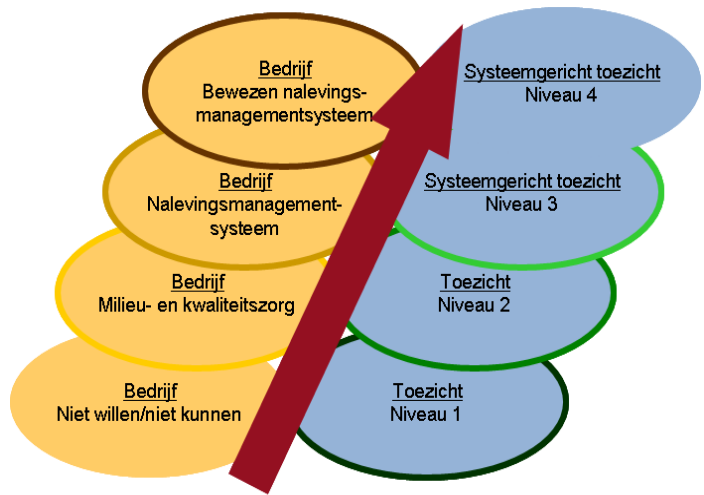 Bedrijf
Bewezen nalevings-
managementsysteem
Systeemgericht toezicht
Niveau 4
Bedrijf
Nalevingsmanagement-
systeem
Systeemgericht toezicht
Niveau 3
Bedrijf
Milieu- en kwaliteitszorg
Toezicht
Niveau 2
Bedrijf
Niet willen/niet kunnen
Toezicht
Niveau 1